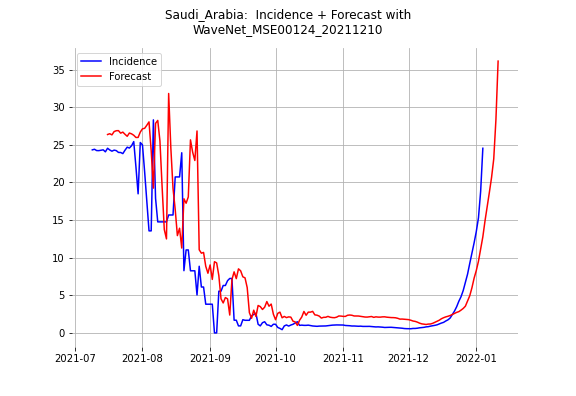 Saudi_Arabia:  Incidence + Forecast with
WaveNet_MSE00124_20211210
Incidence
Forecast
35
30
25
20
15
10
5
0
2021-07 2021-08 2021-09 2021-10 2021-11 2021-12 2022-01